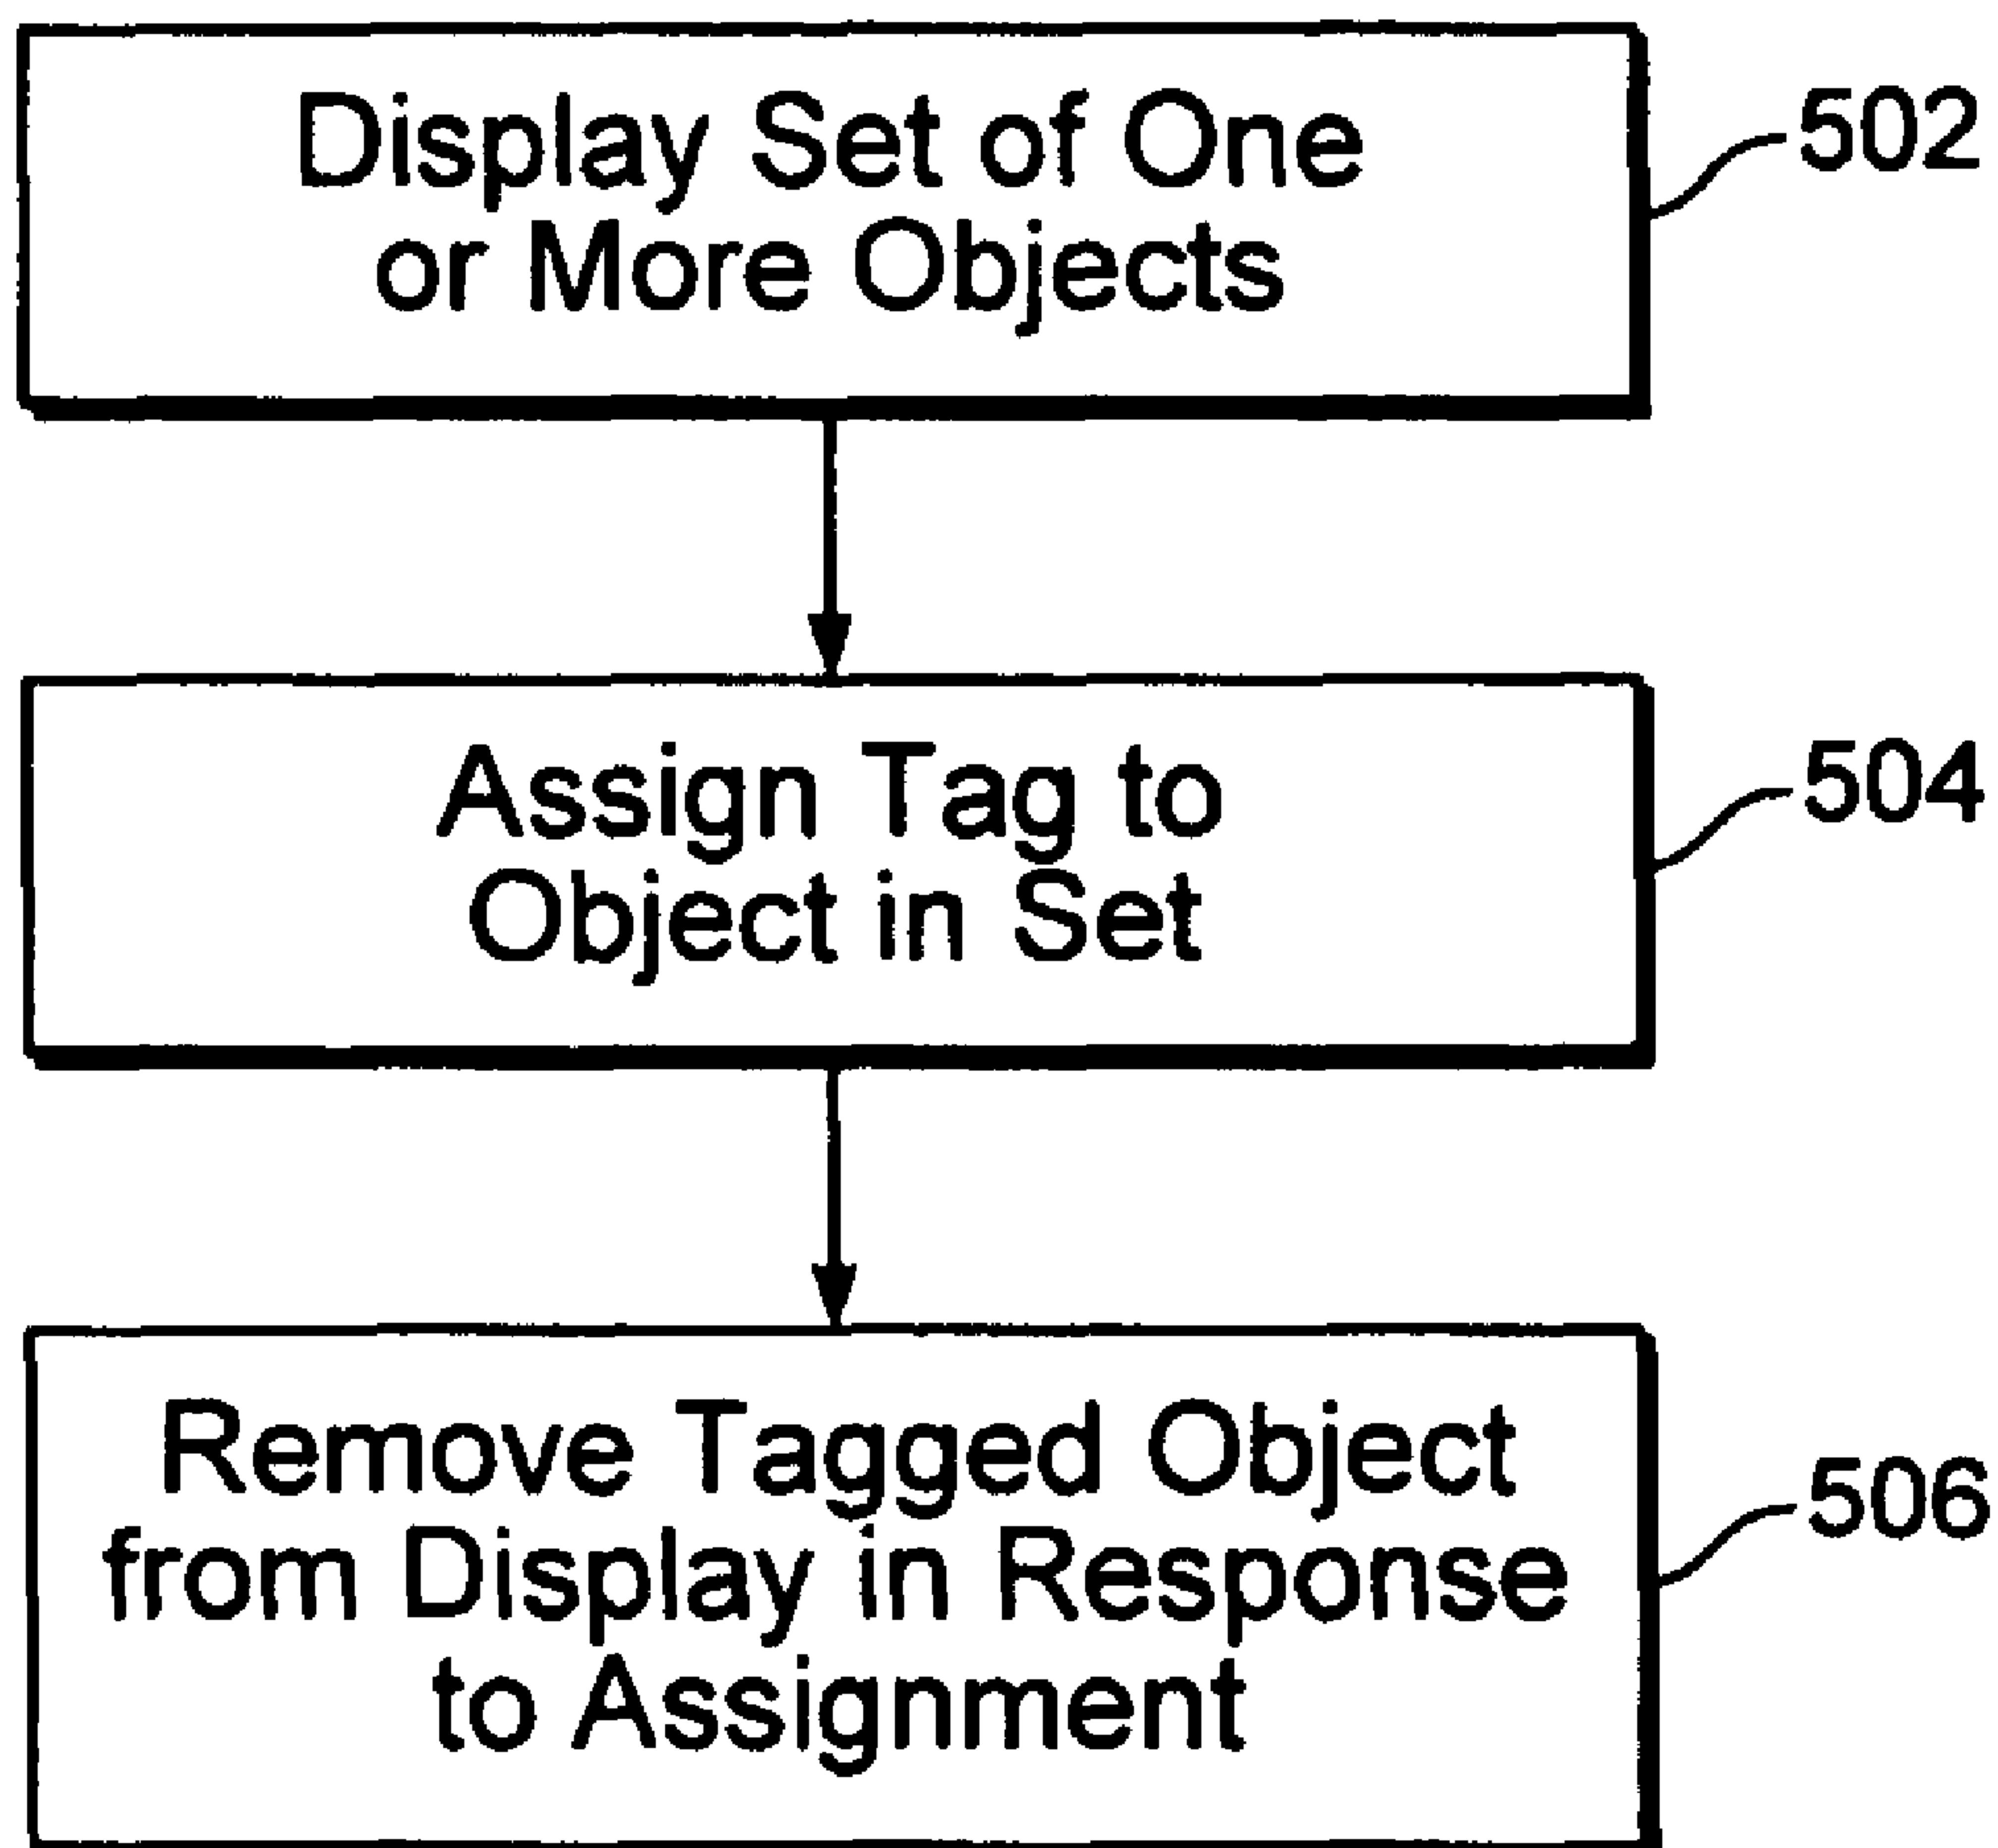 Display Set of One
or More Objects
502
Assign Tag to
Object in Set
504
Remove Tagged Object
from Display in Response
to Assignment
506